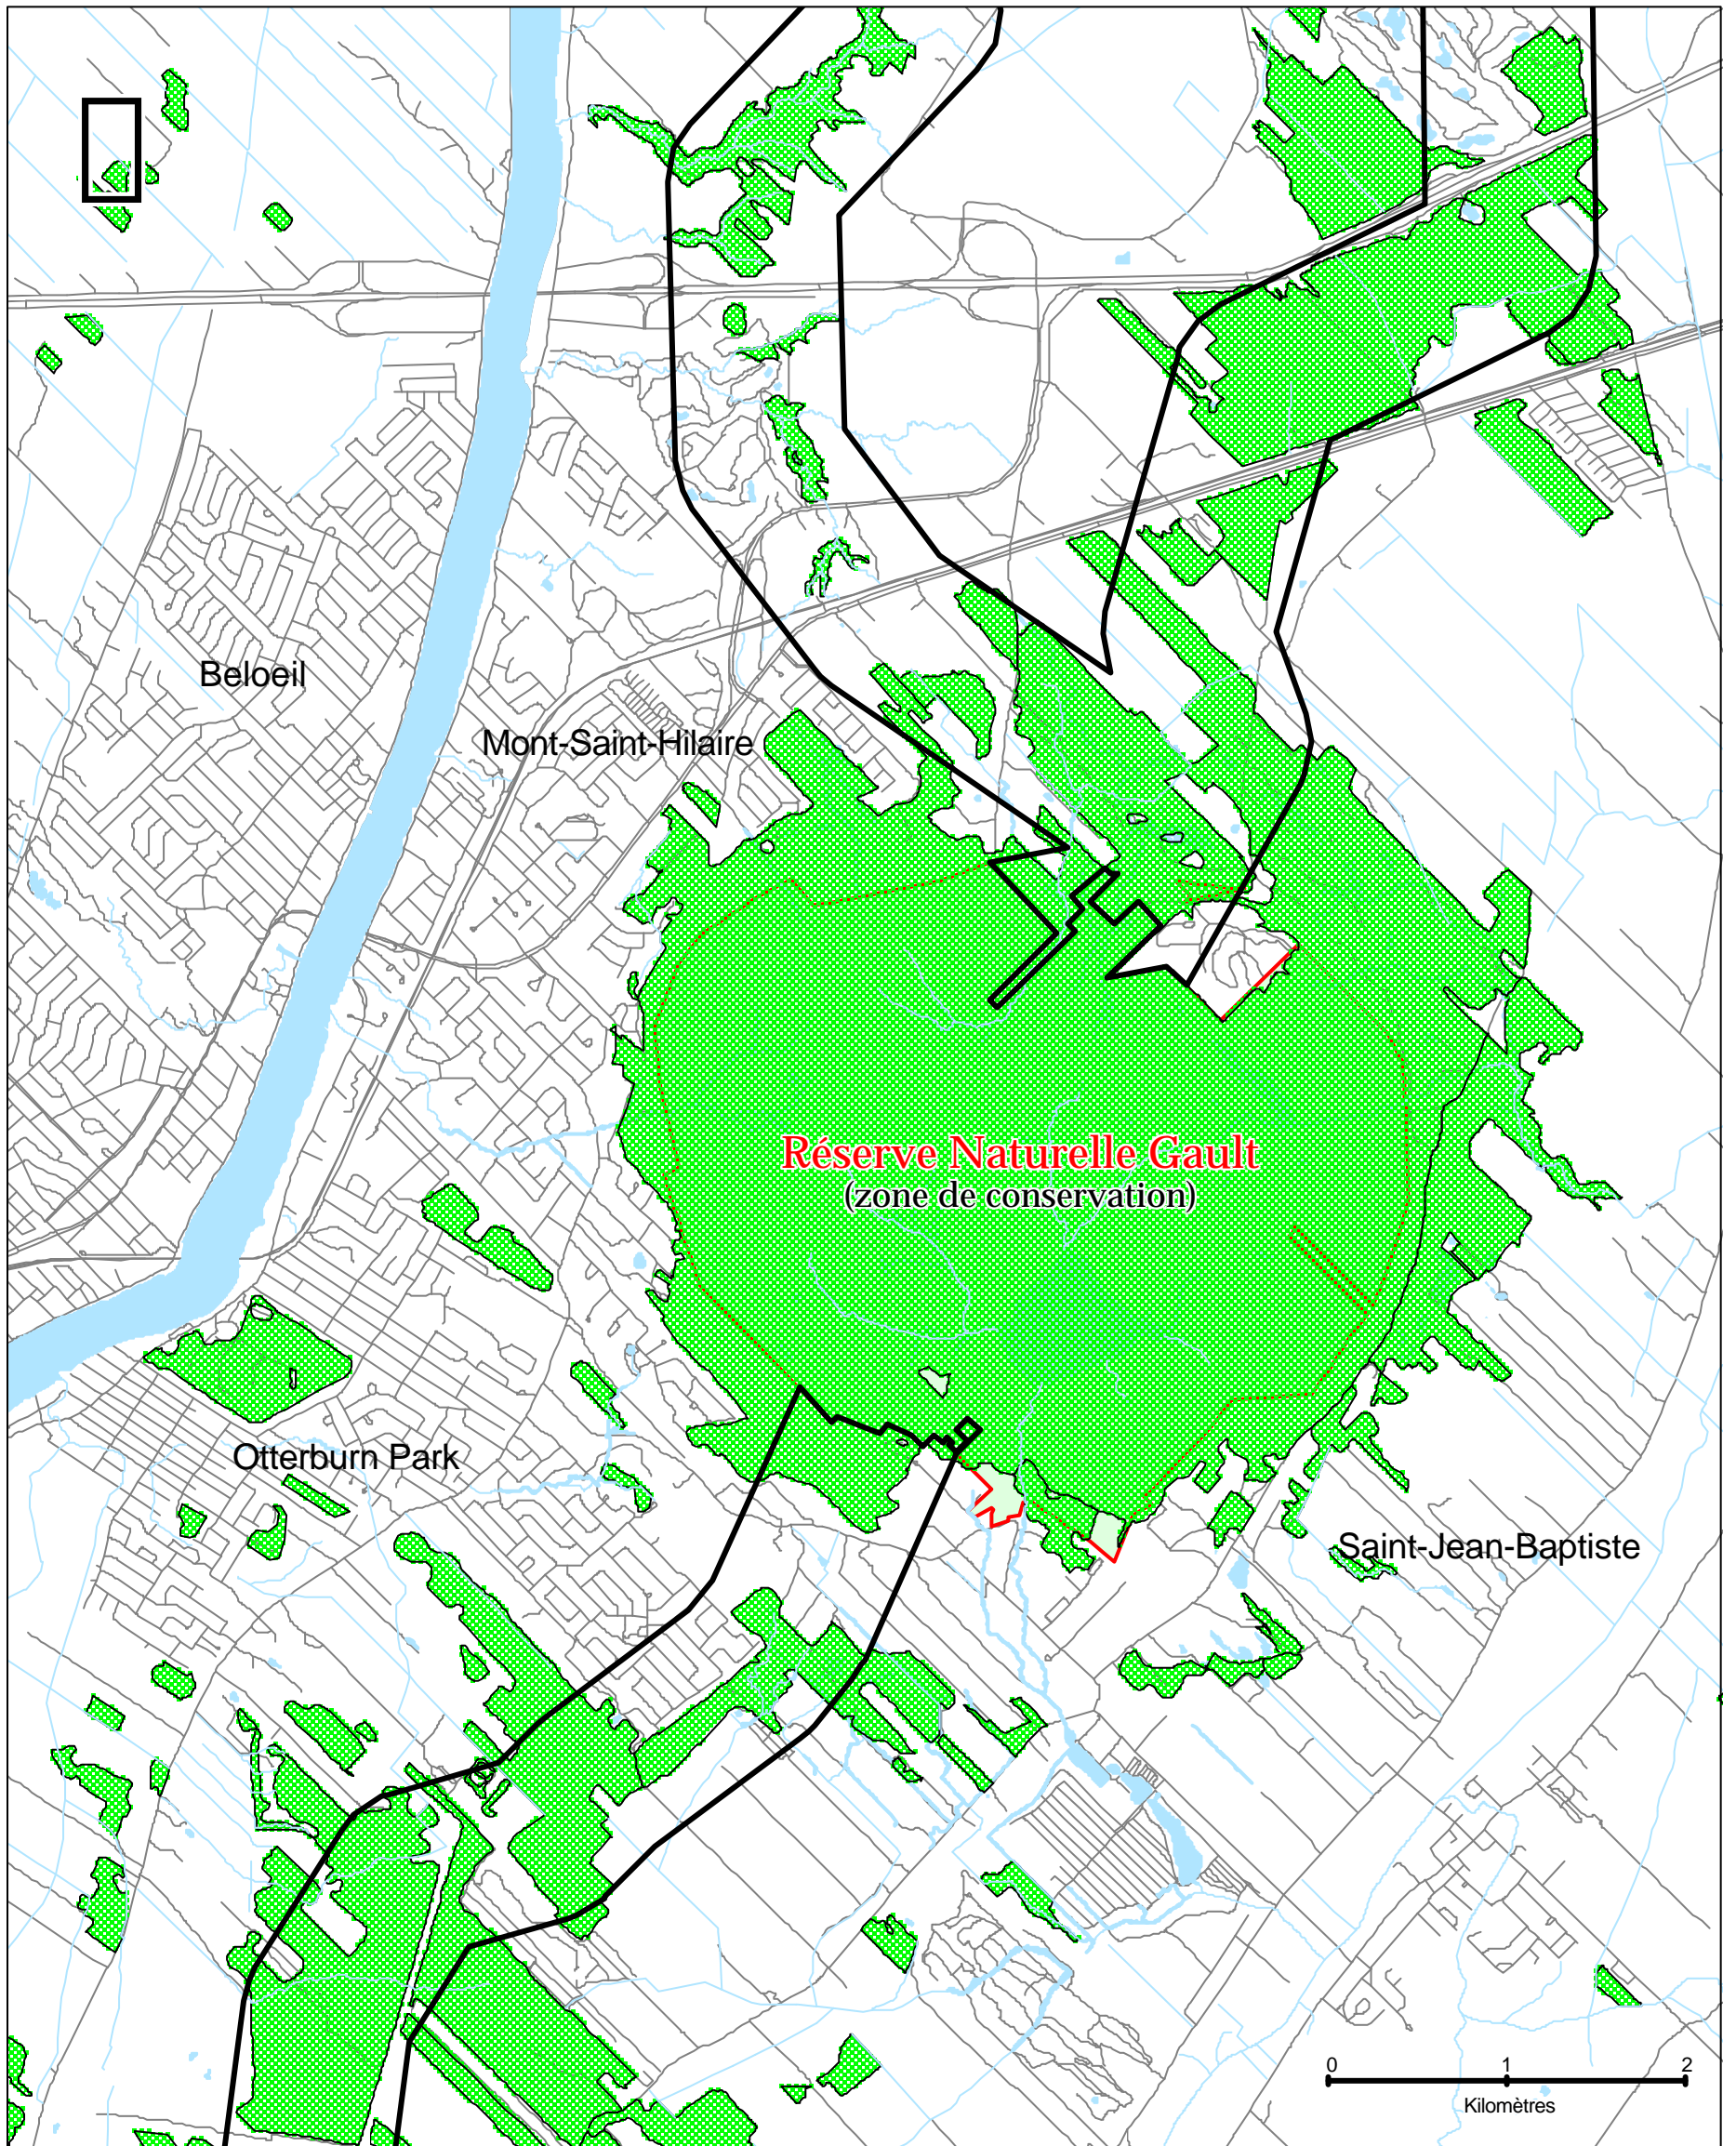 Beloeil
Mont-Saint-Hilaire
Réserve Naturelle Gault
(zone de conservation)
Otterburn Park
Saint-Jean-Baptiste
0 1 2
Kilomètres